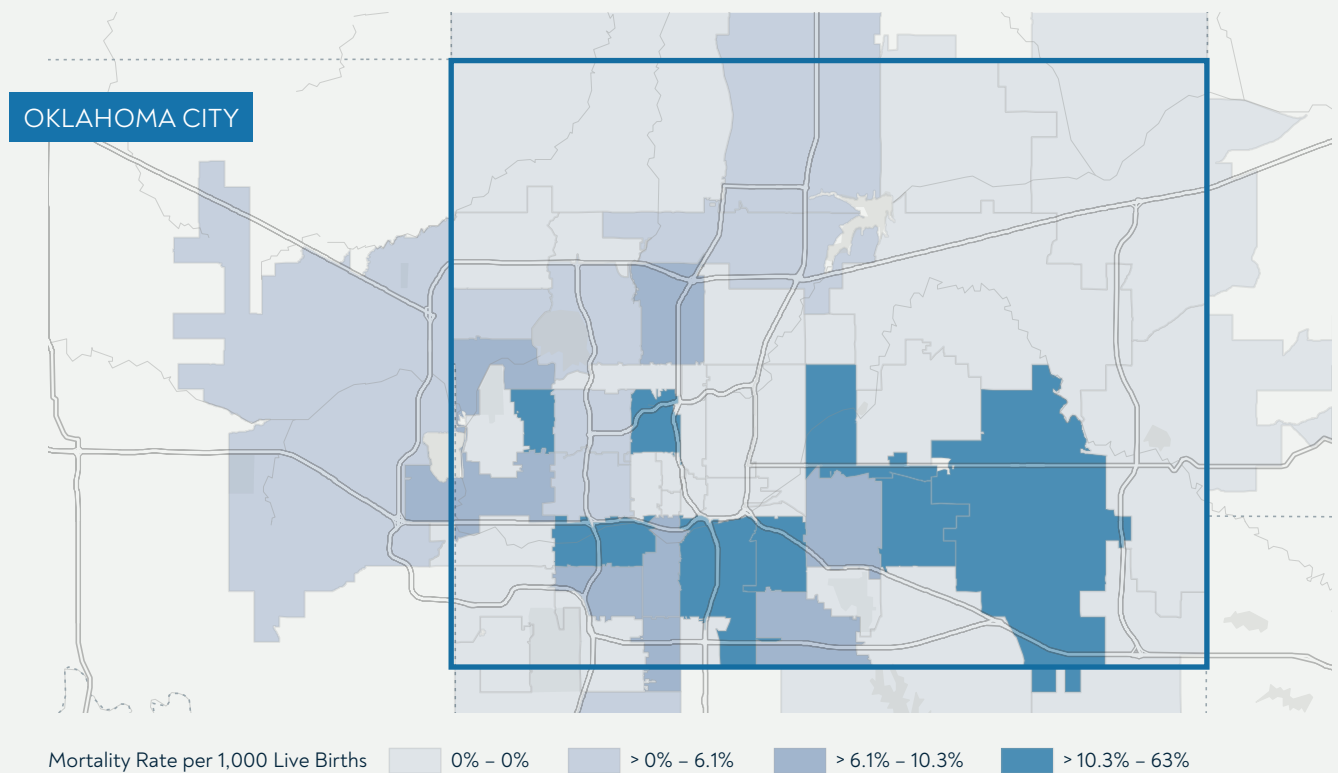 OKLAHOMA CITY
Mortality Rate per 1,000 Live Births 0% – 0% > 0% – 6.1% > 6.1% – 10.3% > 10.3% – 63%